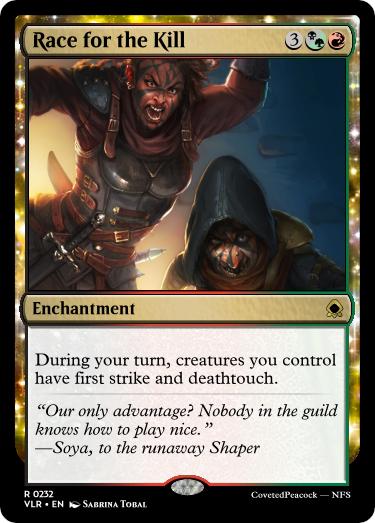 Race for the Kill
3
Enchantment
During your turn, creatures you control
have first strike and deathtouch.
“Our only advantage? Nobody in the guild
knows how to play nice.”
—Soya, to the runaway Shaper
R 0232
VLR • EN Sabrina Tobal
CovetedPeacock — NFS